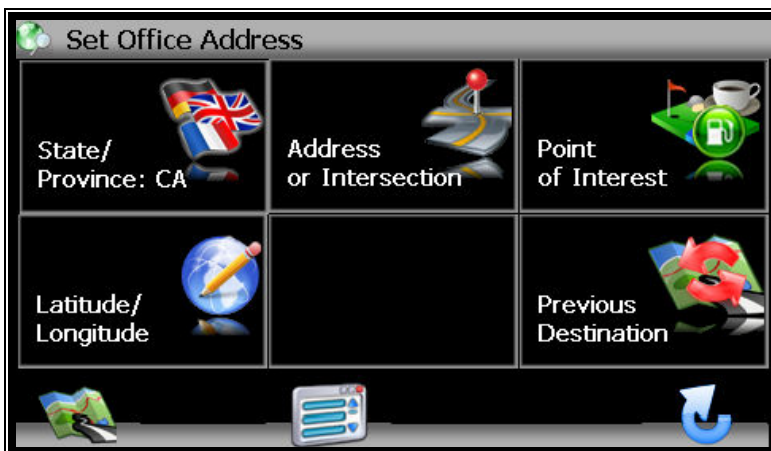 Set Office Address
State/
Province: CA
Address
or Intersection
Point
of Interest
Latitude/
Longitude
Previous
Destination